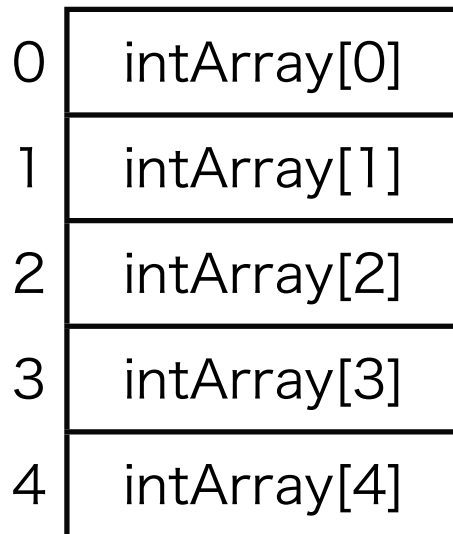 0 intArray[0]
1 intArray[1]
2 intArray[2]
3 intArray[3]
4 intArray[4]